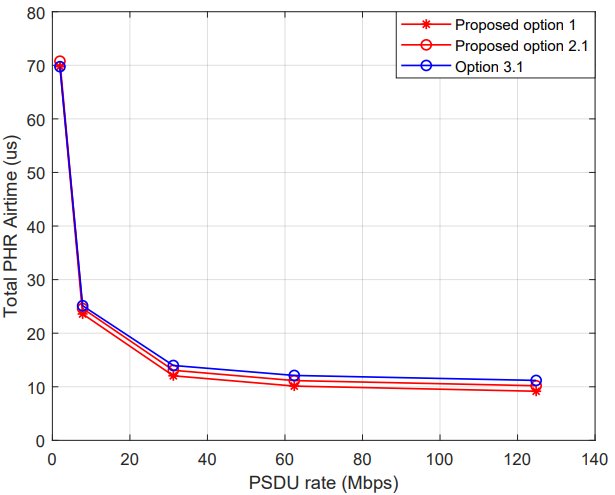 Proposed option 1
Proposed option 2.1
Option 3.1
80
70
60
50
40
30
20
10
0
Total PHR Airtime (us)
0 20 40 60 80 100 120 140
PSDU rate (Mbps)